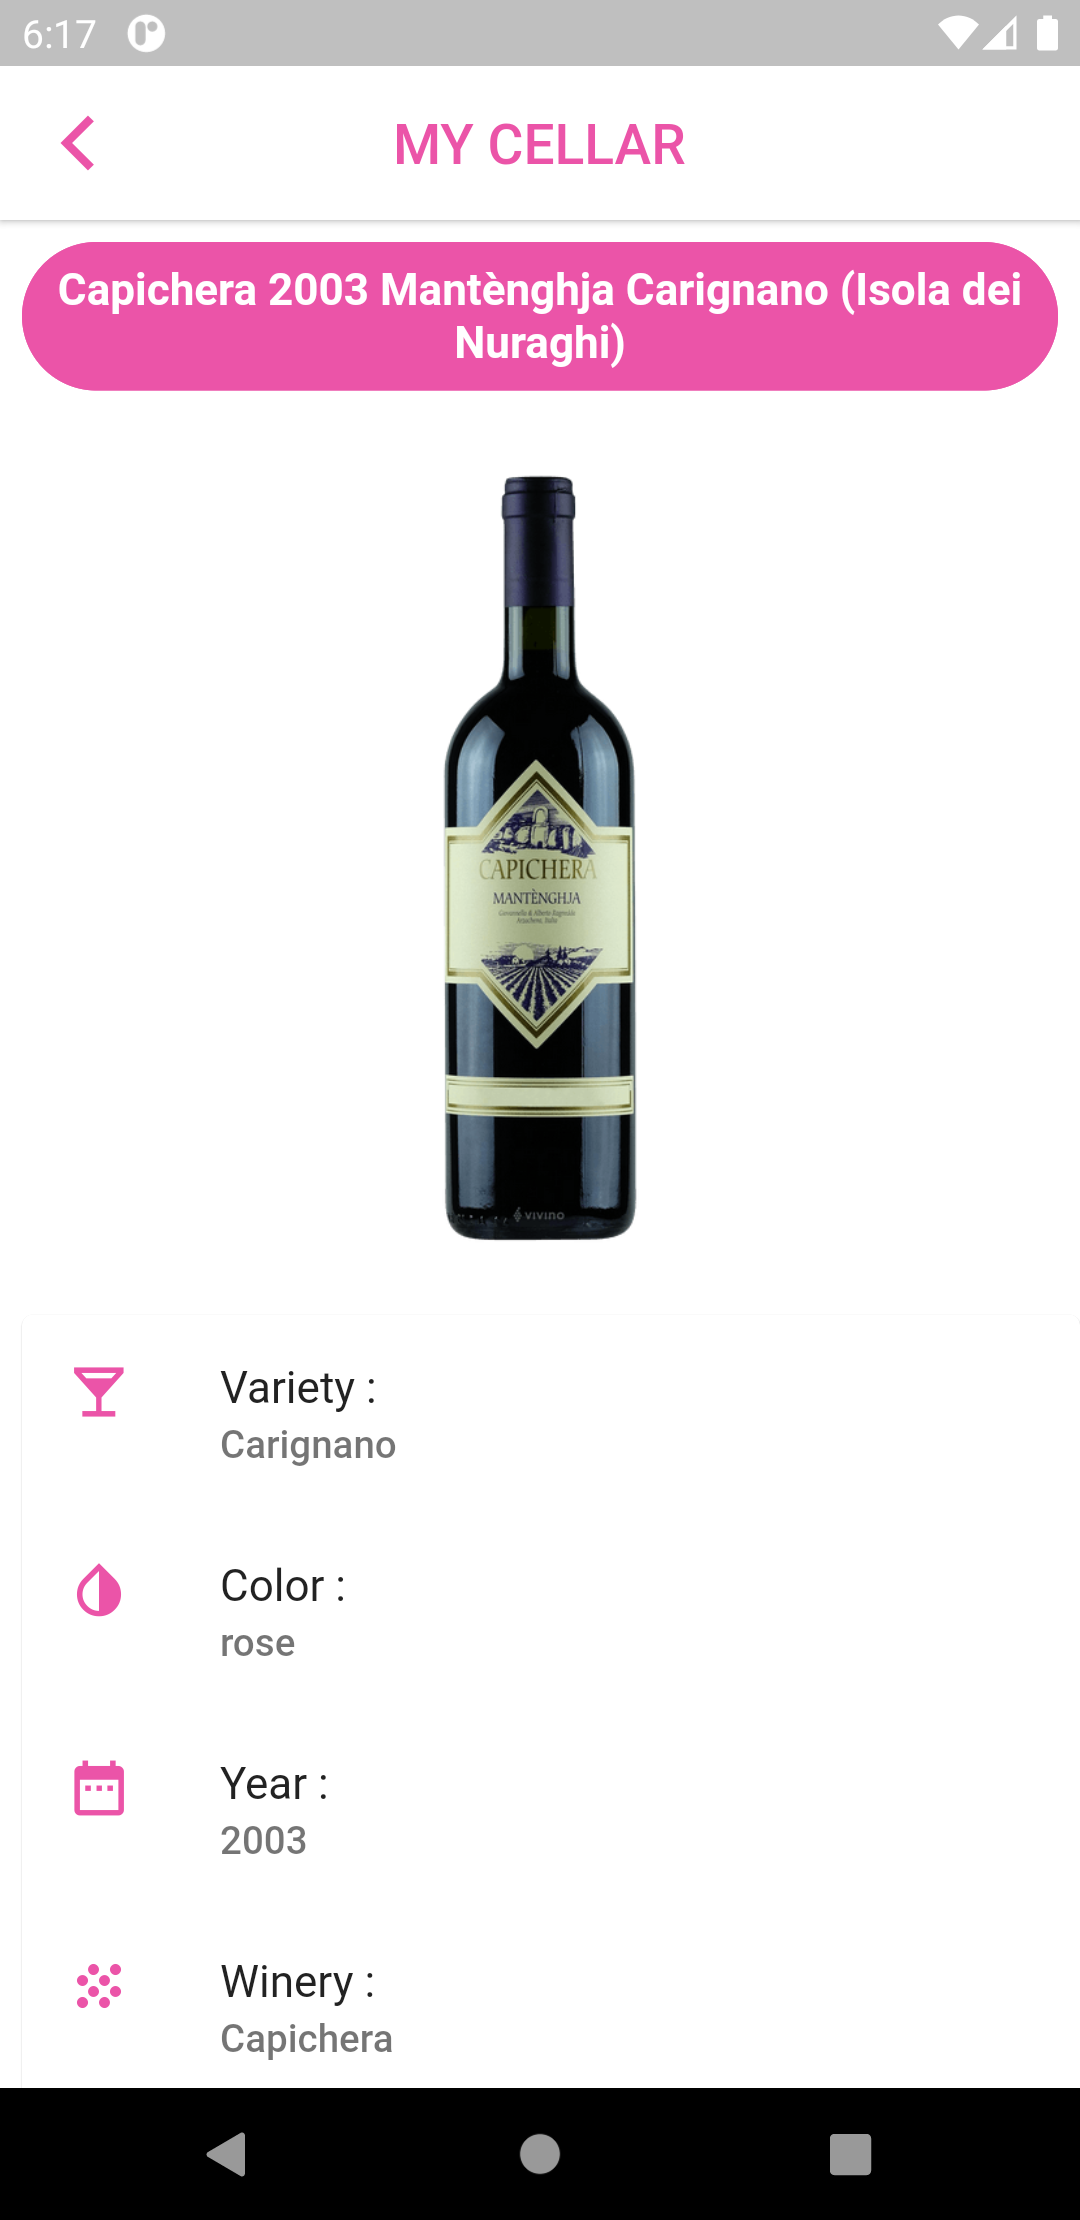 6:17
MY CELLAR
Capichera 2003 Mantènghja Carignano (Isola dei
Nuraghi)
CAPICHERA
MANTÈNGHJA
vivino
Variety :
Carignano
Color :
rose
Year :
2003
Winery :
Capichera